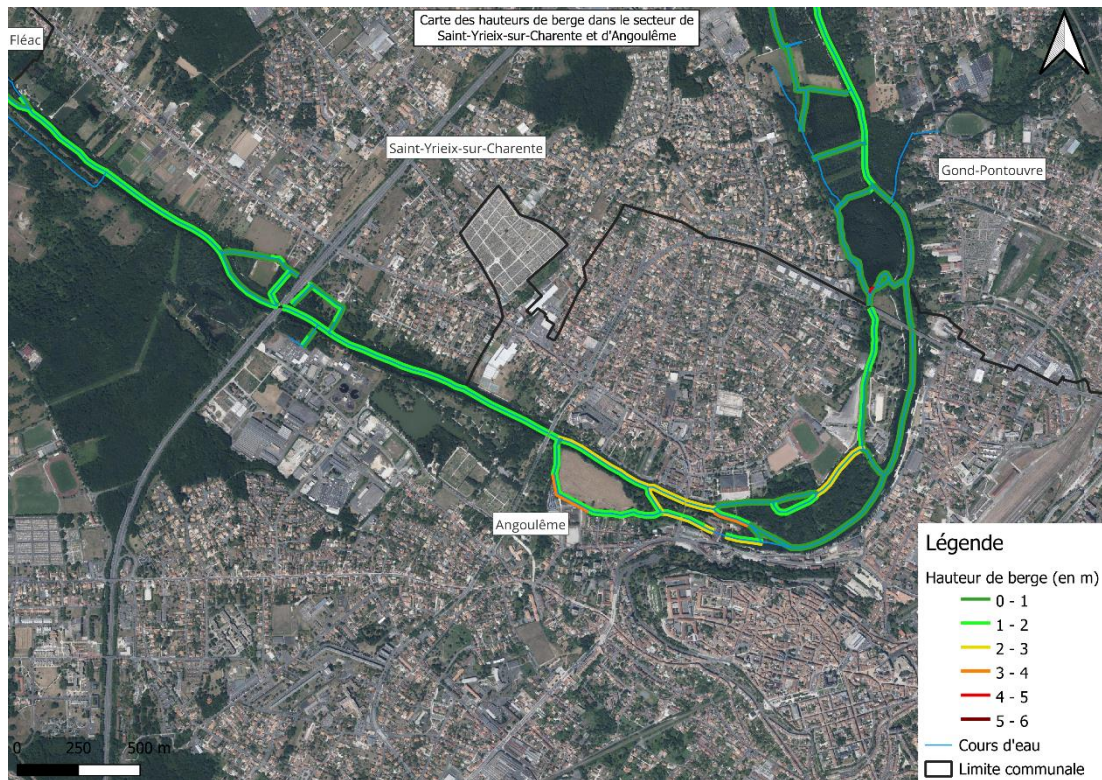 Carte des hauteurs de berge dans le secteur de
Saint-Yrieix-sur-Charente et d'Angoulême
Fléac
Saint-Yrieix-sur-Charente
Gond-Pontouvre
Angoulême
Légende
Hauteur de berge (en m)
0 - 1
1 - 2
2 - 3
3 - 4
4 - 5
5 - 6
Cours d'eau
Limite communale
0 250 500 m